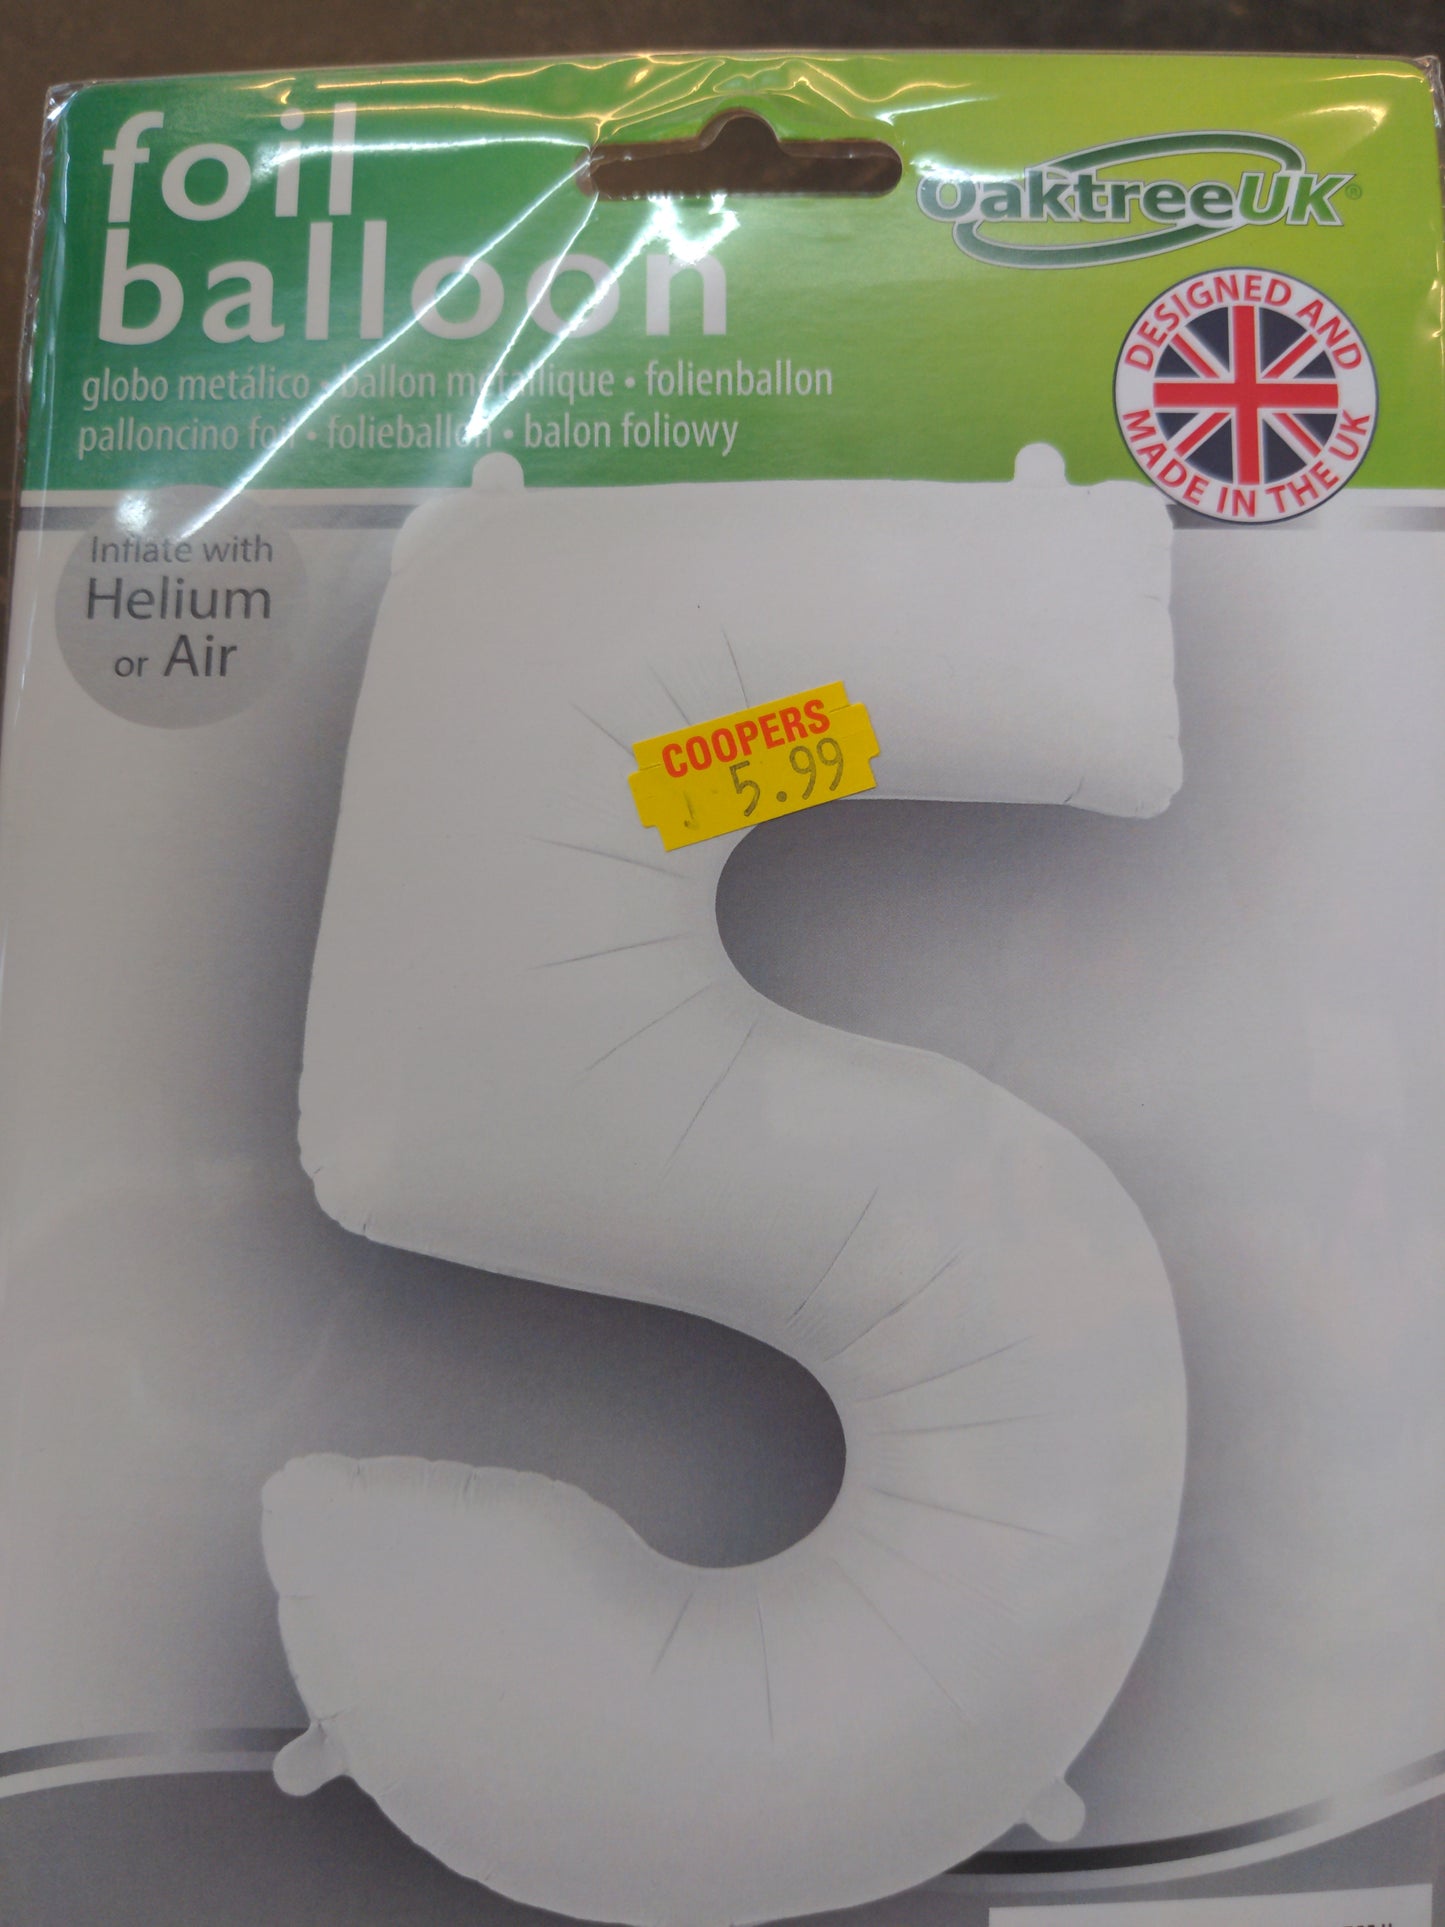 foil
balloon
globo metálico • ballon métallique • folienballon
palloncino foil • folieballon • balon foliowy
OaktreeUK®
DESIGNED AND
MADE IN THE UK
Inflate with
Helium
or Air
COOPERS
5.99